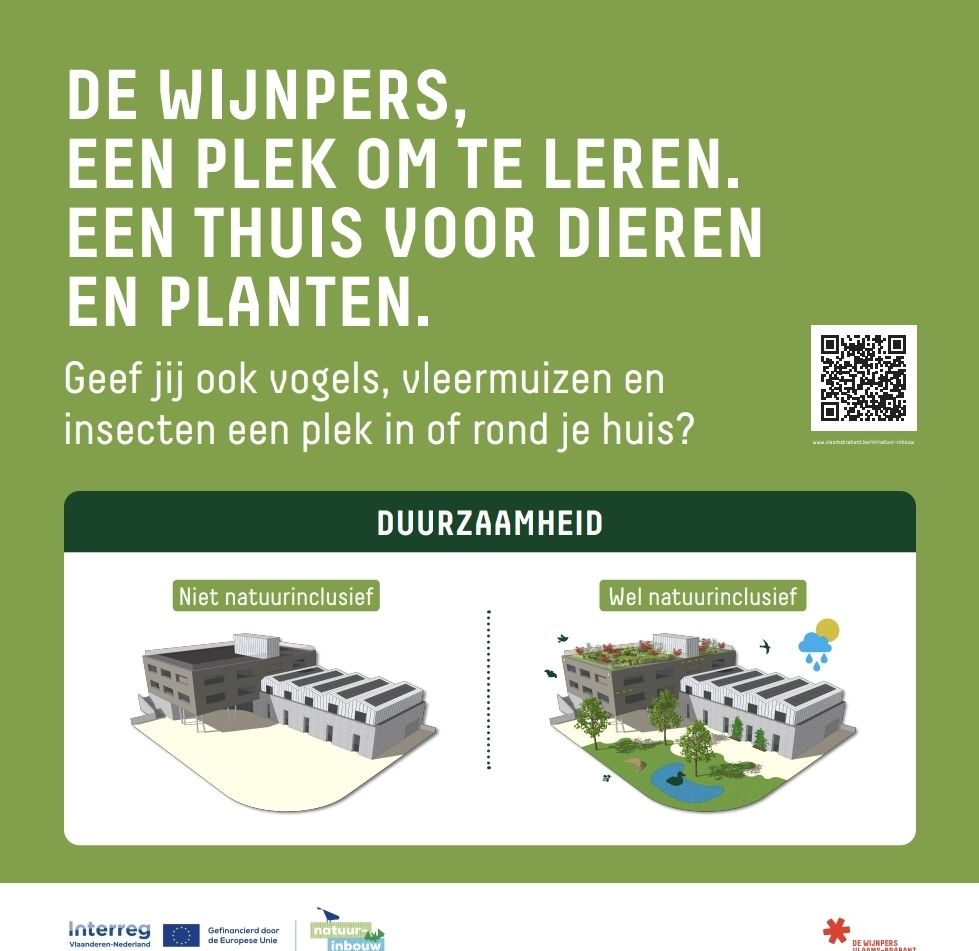 DE WIJNPERS,
EEN PLEK OM TE LEREN.
EEN THUIS VOOR DIEREN
EN PLANTEN.
Geef jij ook vogels, vleermuizen en
insecten een plek in of rond je huis?
www.vlaamsbrabant.be/nl/natuur-inbouw
DUURZAAMHEID
Niet natuurinclusief
Wel natuurinclusief
Interreg
Vlaanderen-Nederland
Gefinancierd door
de Europese Unie
natuur-
inbouw
DE WIJNPERS
VLAAMS-BRABANT